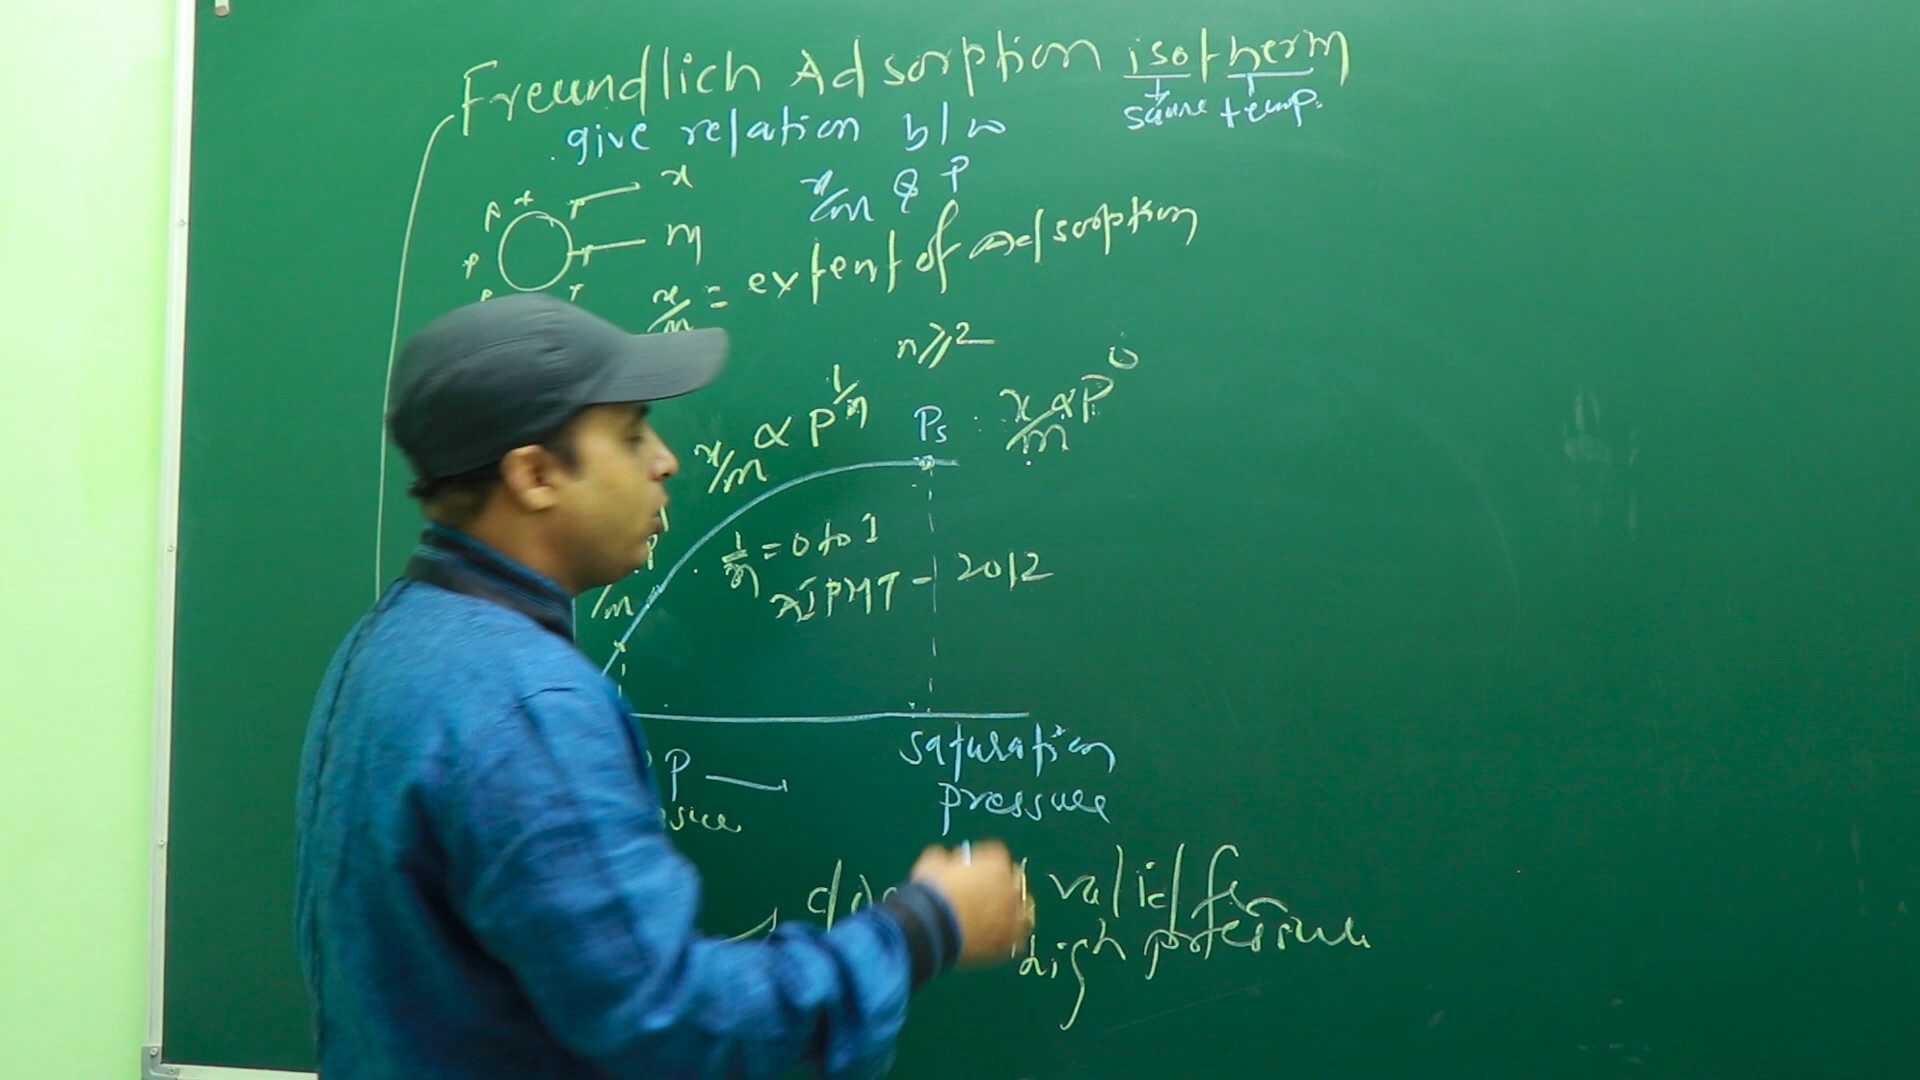 Freundlich Adsorption isotherm
same temp.
give relation b/w
x/m & P
x
m
x/m = extent of Adsorption
n ≥ 2
x/m ∝ P^1/n
Ps
x/m ∝ P^0
1/n = 0 to 1
AIPMT - 2012
/m
P
saturation
pressure
valid for
high pressure